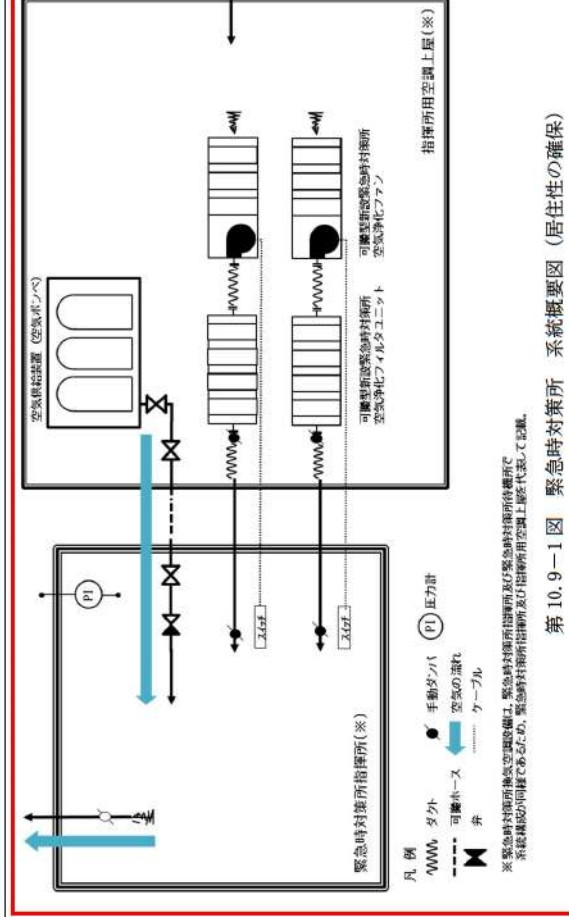 空気供給装置（空気ボンベ）
可搬型新設緊急時対策所
空気浄化フィルタユニット
可搬型新設緊急時対策所
空気浄化ファン
指揮所用空調上屋(※)
PI
スイッチ
スイッチ
緊急時対策所指揮所(※)
凡 例
ダクト
手動ダンパ
PI 圧力計
可搬ホース
空気の流れ
弁
ケーブル
※ 緊急時対策所換気空調設備は、緊急時対策所指揮所及び緊急時対策所待機所で
系統構成が同様であるため、緊急時対策所指揮所及び指揮所用空調上屋を代表して記載。
第 10.9－1 図 緊急時対策所 系統概要図（居住性の確保）